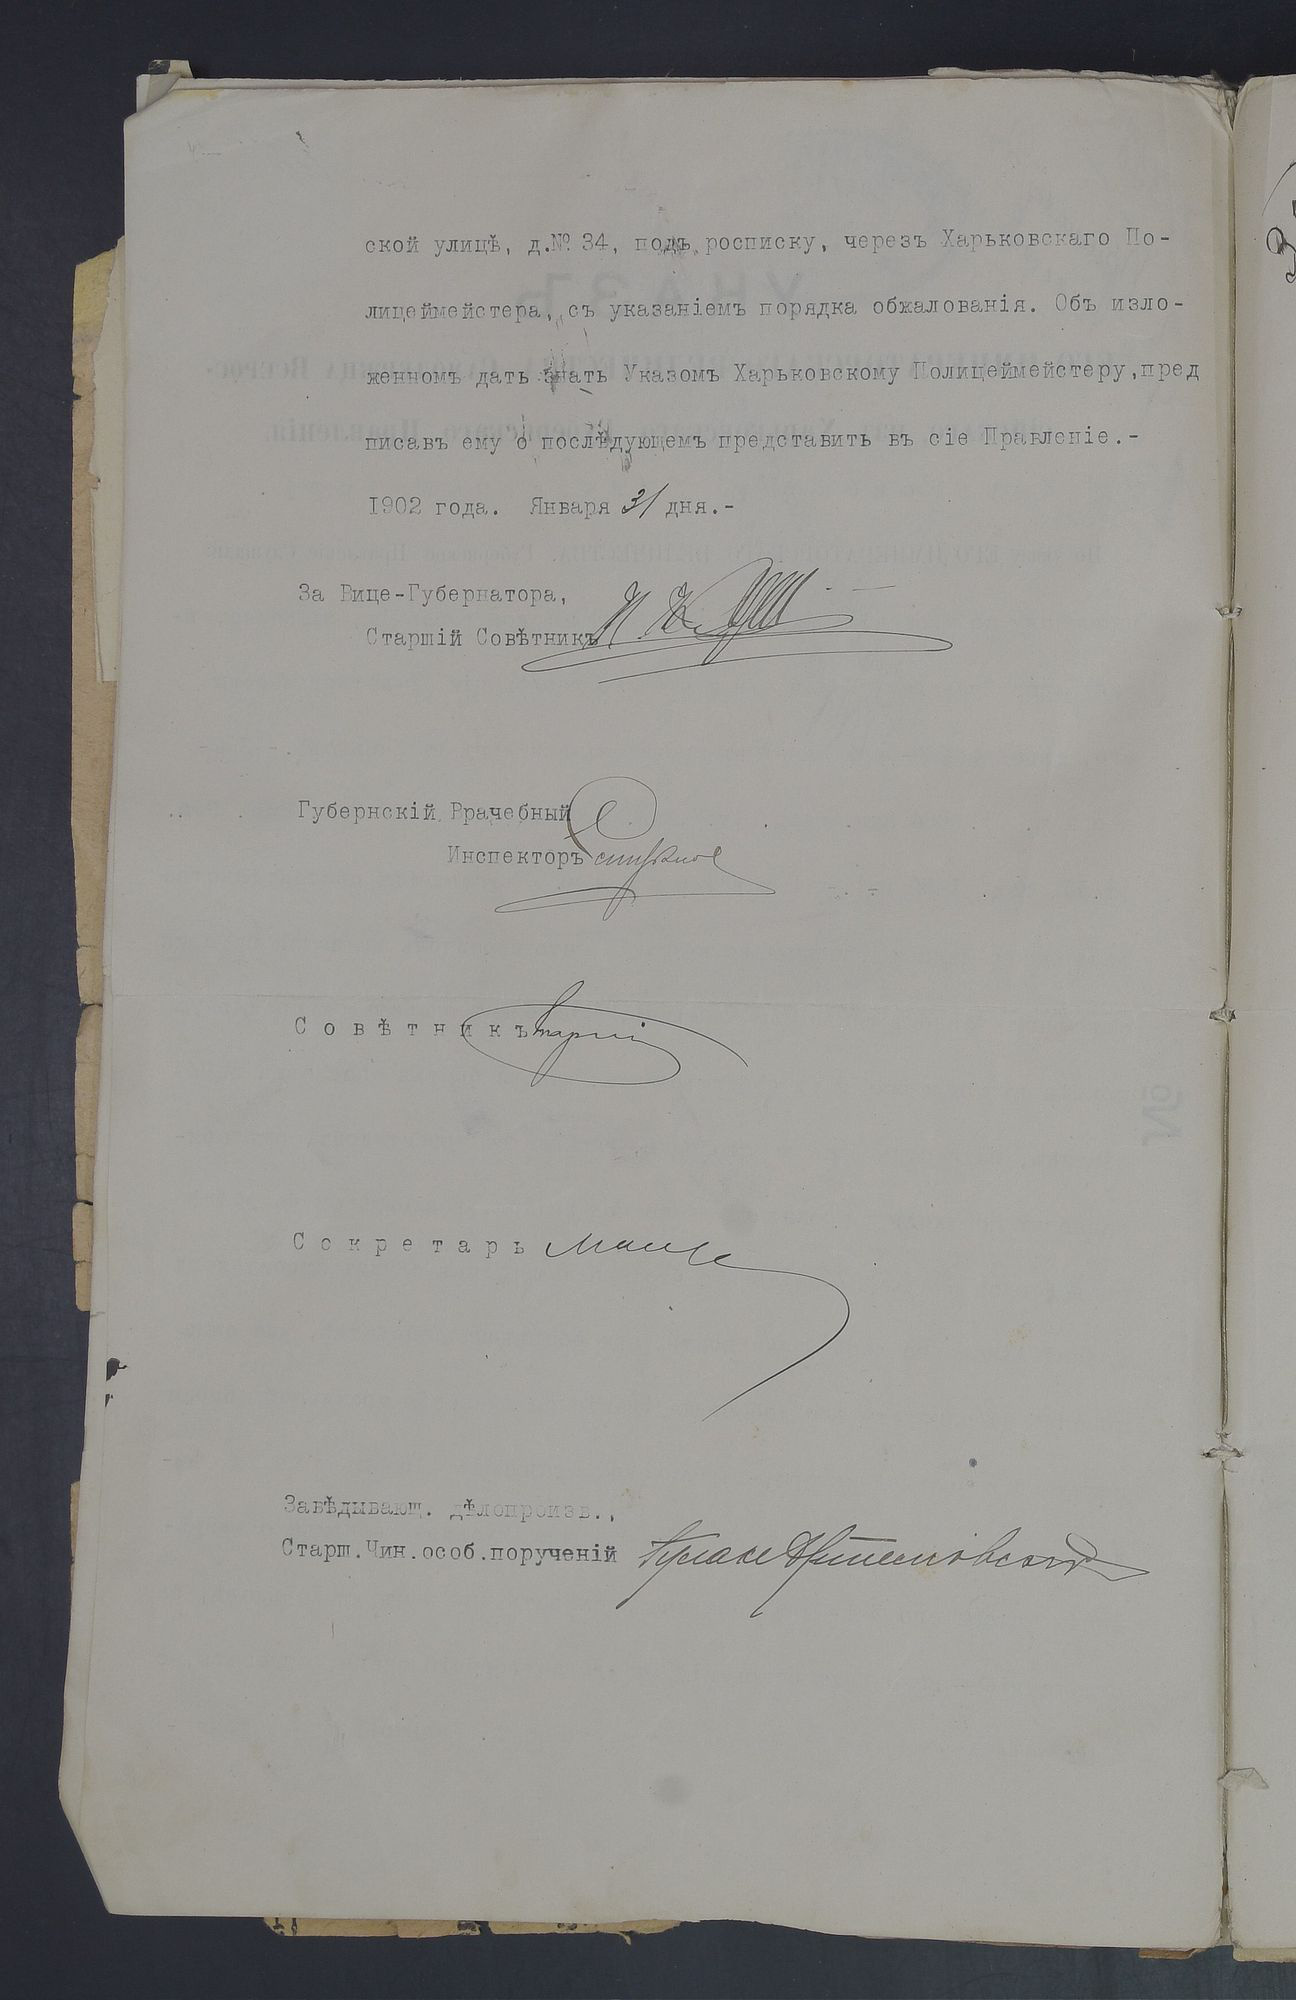 ской улицѣ, д.№ 34, подъ росписку, черезъ Харьковскаго По-
лицеймейстера, съ указаніемъ порядка обжалованія. Объ изло-
женномъ дать знать Указомъ Харьковскому Полицеймейстеру, пред
писавъ ему о послѣдующемъ представить въ сіе Правленіе.-
1902 года. Января 31 дня.-
За Вице-Губернатора,
Старшій Совѣтникъ
Губернскій Врачебный
Инспекторъ
Совѣтникъ
Секретарь
Завѣдывающ. дѣлопроизв.,
Старш.Чин.особ.порученій